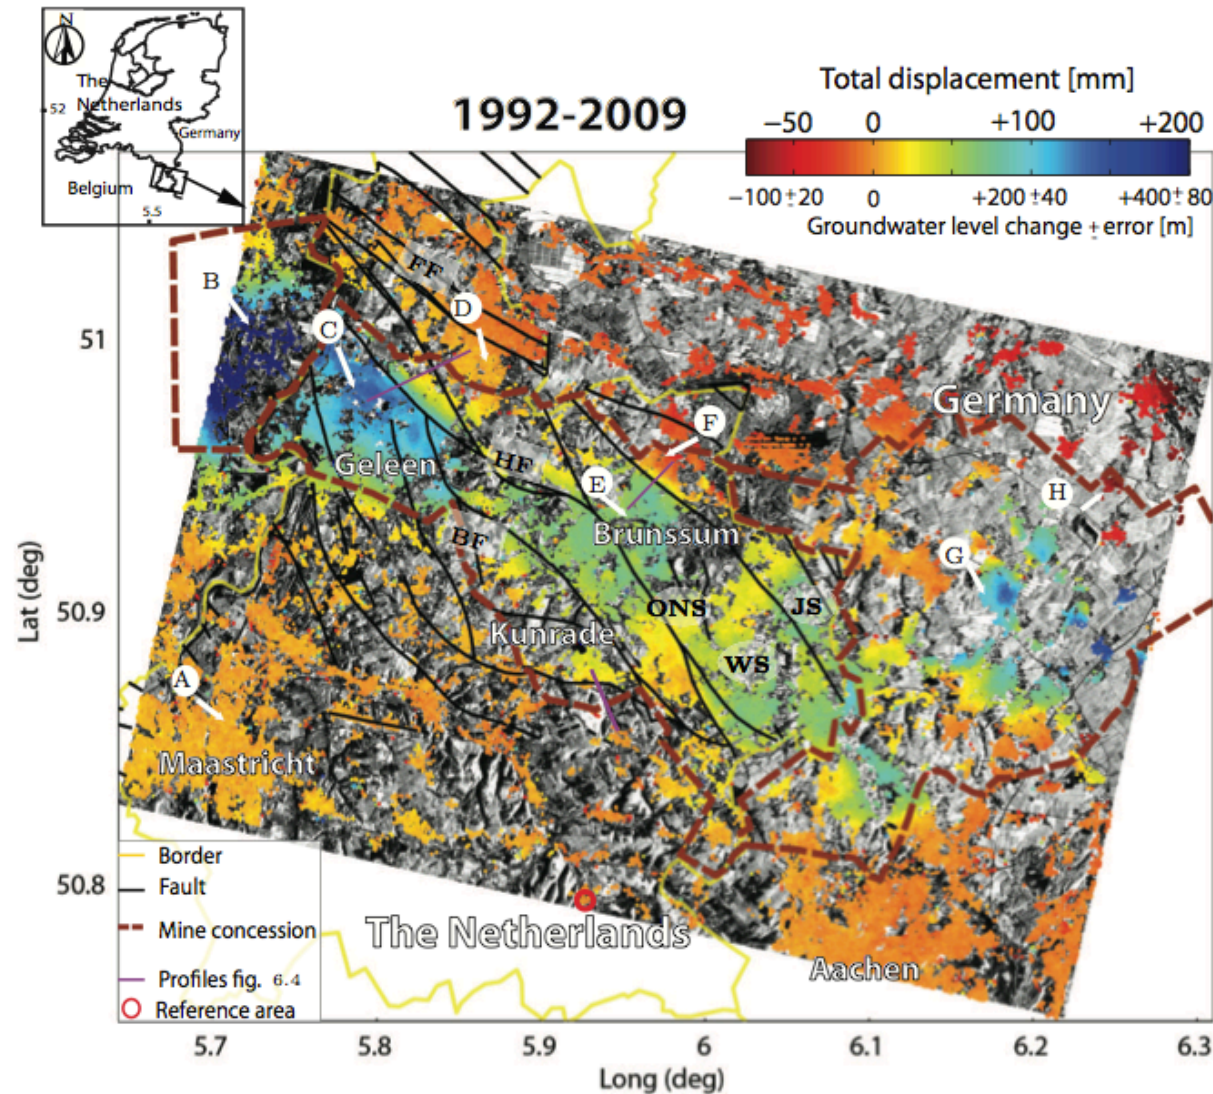 N
The
Netherlands
52
Germany
Belgium
5.5
1992-2009
Total displacement [mm]
−50 0 +100 +200
−100 ± 20 0 +200 ± 40 +400 ± 80
Groundwater level change ± error [m]
B
FF
D
C
51
Germany
F
Geleen
HF
E
H
Brunssum
BF
G
Lat (deg)
50.9
ONS
JS
Kunrade
WS
A
Maastricht
Border
50.8
Fault
The Netherlands
Mine concession
Aachen
Profiles fig. 6.4
Reference area
5.7 5.8 5.9 6 6.1 6.2 6.3
Long (deg)